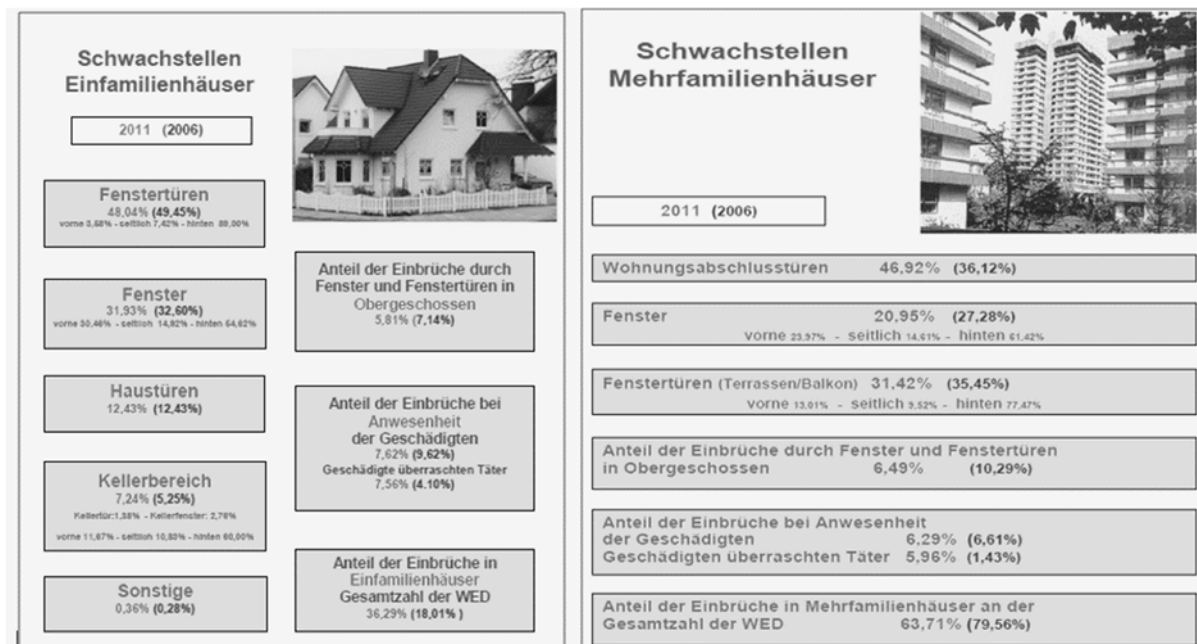 Schwachstellen
Einfamilienhäuser
2011 (2006)
Fenstertüren
48,04% (49,45%)
vorne 3,58% - seitlich 7,42% - hinten 89,00%
Fenster
31,93% (32,60%)
vorne 30,46% - seitlich 14,92% - hinten 54,62%
Haustüren
12,43% (12,43%)
Kellerbereich
7,24% (5,25%)
Kellertür: - Kellerfenster: 2,76%
vorne 11,67% - seitlich - hinten 60,00%
Sonstige
0,36% (0,28%)
Anteil der Einbrüche durch
Fenster und Fenstertüren in
Obergeschossen
5,81% (7,14%)
Anteil der Einbrüche bei
Anwesenheit
der Geschädigten
7,62% (9,62%)
Geschädigte überraschten Täter
7,56% (4.10%)
Anteil der Einbrüche in
Einfamilienhäuser
Gesamtzahl der WED
36,29% (18,01% )
Schwachstellen
Mehrfamilienhäuser
2011 (2006)
Wohnungsabschlusstüren 46,92% (36,12%)
Fenster 20,95% (27,28%)
vorne 23,97% - seitlich 14,61% - hinten 61,42%
Fenstertüren (Terrassen/Balkon) 31,42% (35,45%)
vorne 13,01% - seitlich 9,52% - hinten 77,47%
Anteil der Einbrüche durch Fenster und Fenstertüren
in Obergeschossen 6,49% (10,29%)
Anteil der Einbrüche bei Anwesenheit
der Geschädigten 6,29% (6,61%)
Geschädigten überraschten Täter 5,96% (1,43%)
Anteil der Einbrüche in Mehrfamilienhäuser an der
Gesamtzahl der WED 63,71% (79,56%)